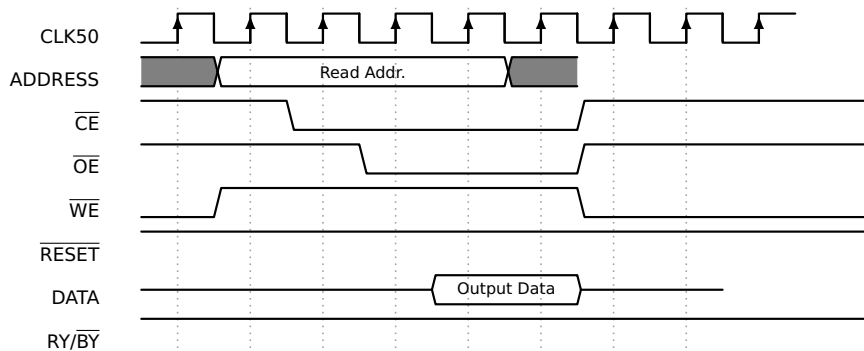 CLK50
ADDRESS
Read Addr.
CE
OE
WE
RESET
DATA
Output Data
RY/BY